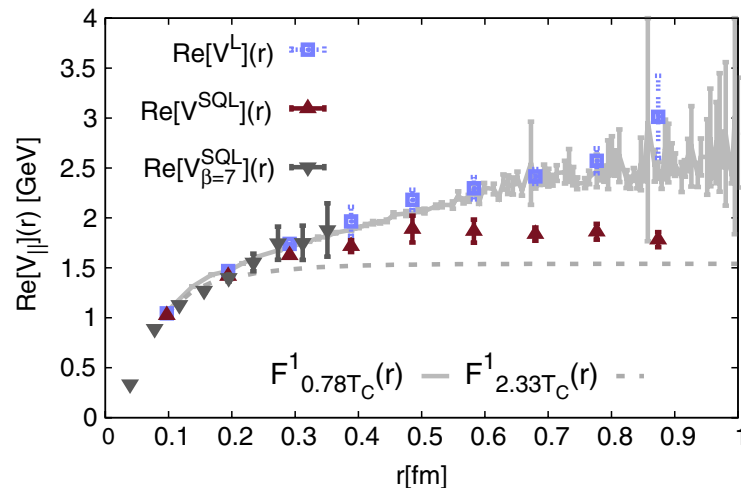 Re[V^L](r)
Re[V^SQL](r)
Re[V^SQL_β=7](r)
F^1_0.78T_C(r) F^1_2.33T_C(r)
Re[V_||](r) [GeV]
4
3.5
3
2.5
2
1.5
1
0.5
0
0 0.1 0.2 0.3 0.4 0.5 0.6 0.7 0.8 0.9 1
r[fm]